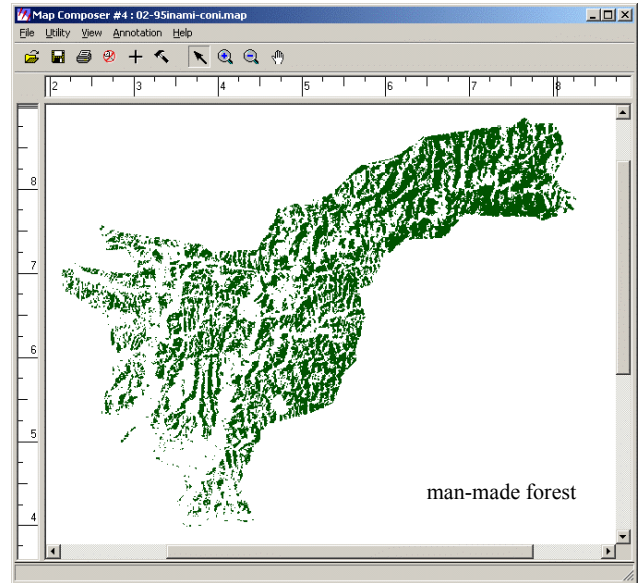 Map Composer #4 : 02-95inami-coni.map
File Utility View Annotation Help
2 3 4 5 6 7 8
8
7
6
5
4
man-made forest